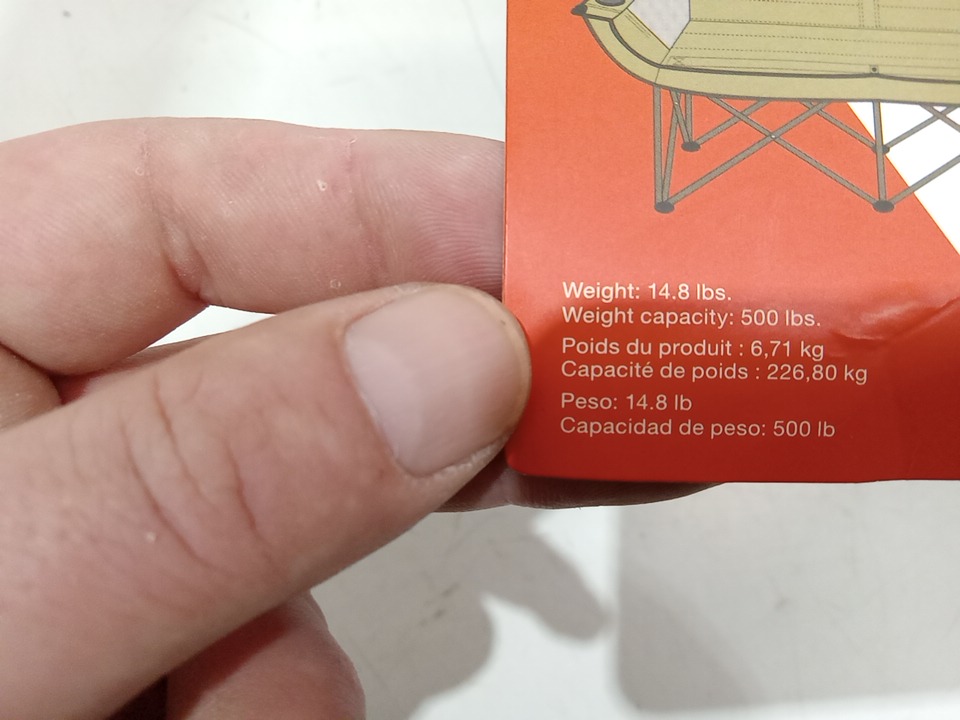 Weight: 14.8 lbs.
Weight capacity: 500 lbs.
Poids du produit : 6,71 kg
Capacité de poids : 226,80 kg
Peso: 14.8 lb
Capacidad de peso: 500 lb